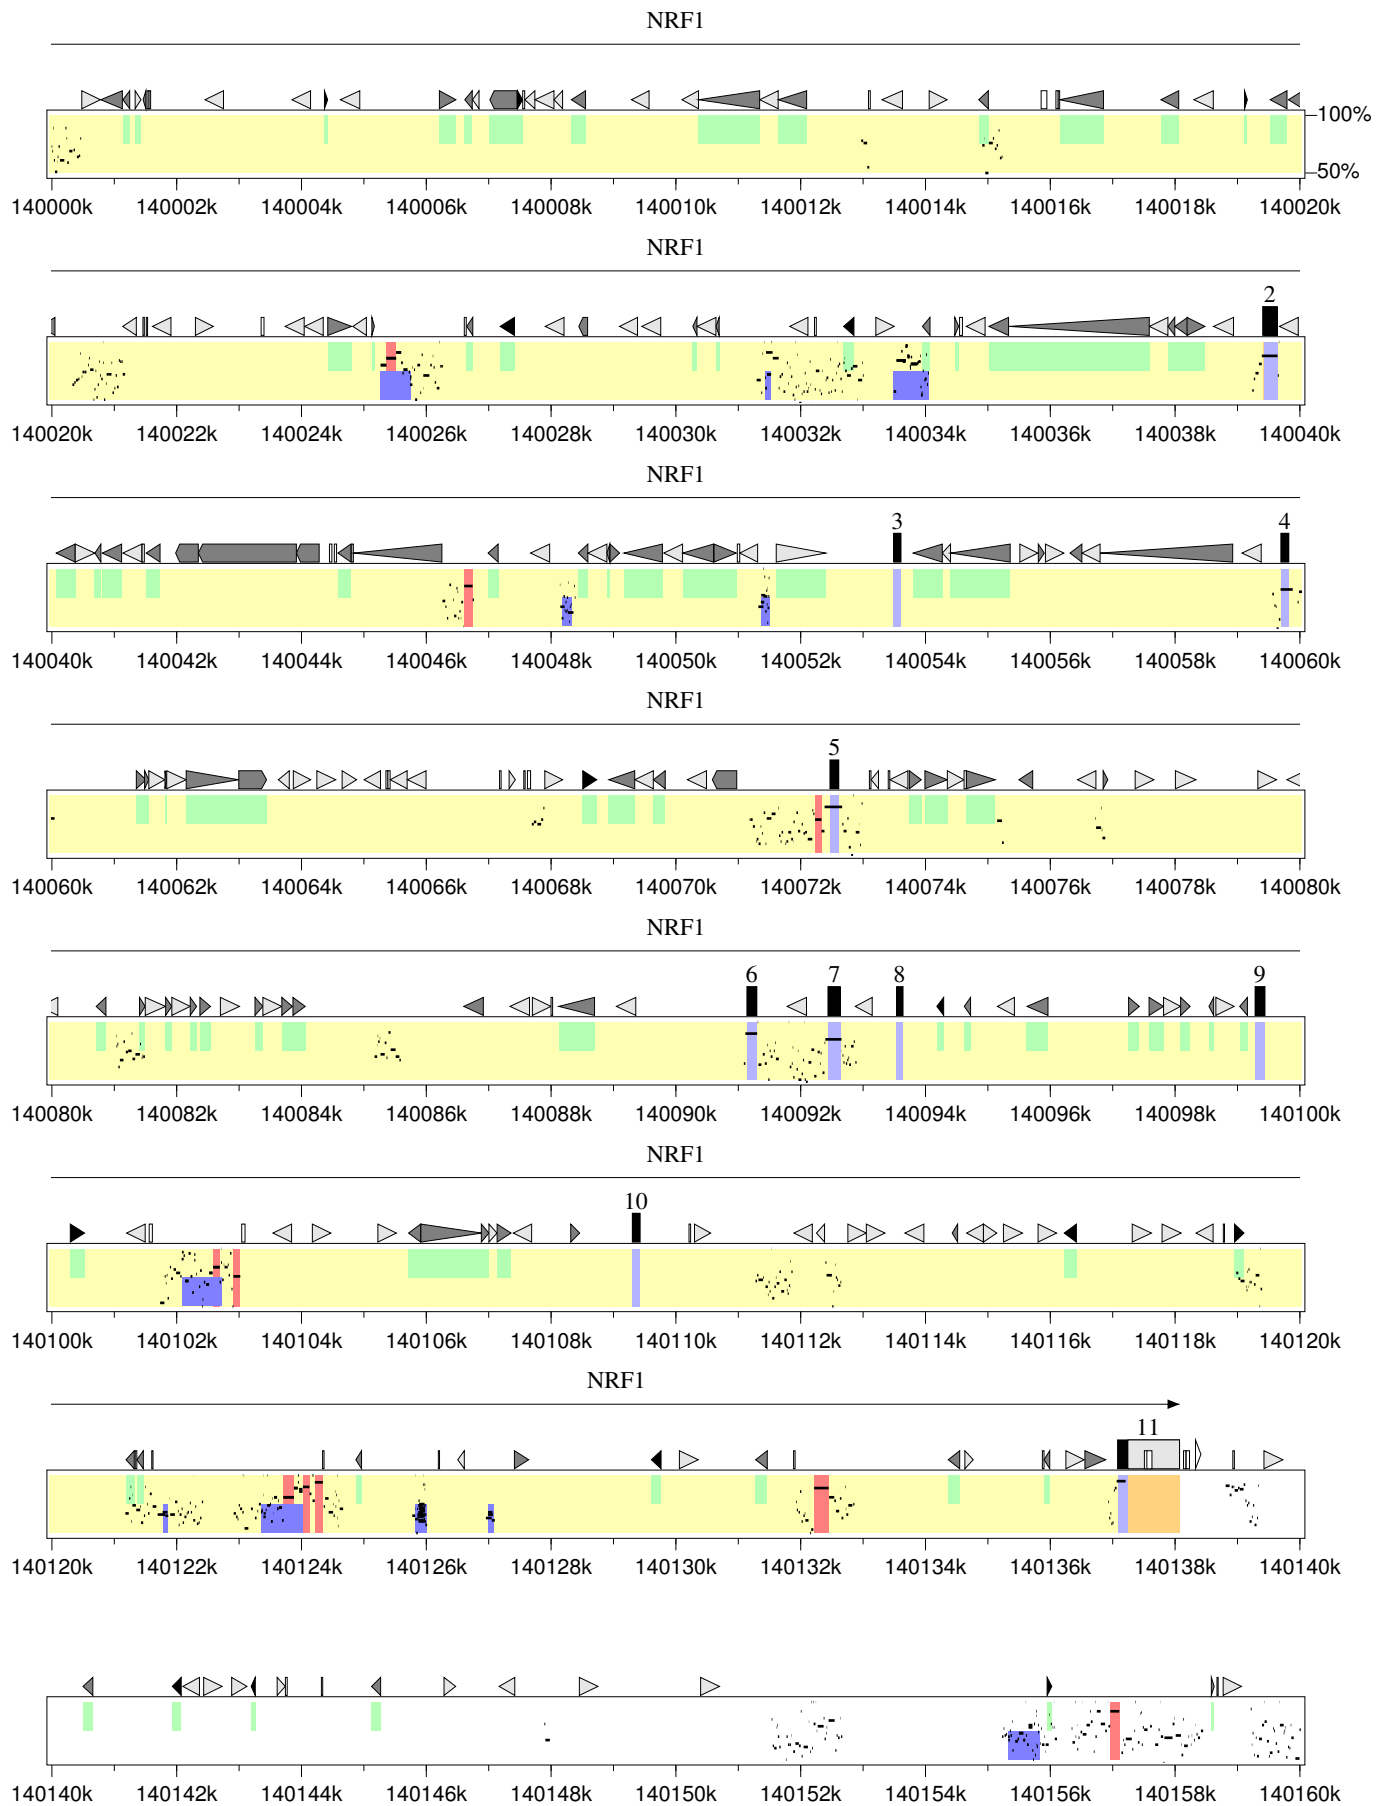 NRF1
100%
50%
140000k 140002k 140004k 140006k 140008k 140010k 140012k 140014k 140016k 140018k 140020k
NRF1
2
140020k 140022k 140024k 140026k 140028k 140030k 140032k 140034k 140036k 140038k 140040k
NRF1
3 4
140040k 140042k 140044k 140046k 140048k 140050k 140052k 140054k 140056k 140058k 140060k
NRF1
5
140060k 140062k 140064k 140066k 140068k 140070k 140072k 140074k 140076k 140078k 140080k
NRF1
6 7 8 9
140080k 140082k 140084k 140086k 140088k 140090k 140092k 140094k 140096k 140098k 140100k
NRF1
10
140100k 140102k 140104k 140106k 140108k 140110k 140112k 140114k 140116k 140118k 140120k
NRF1
11
140120k 140122k 140124k 140126k 140128k 140130k 140132k 140134k 140136k 140138k 140140k
140140k 140142k 140144k 140146k 140148k 140150k 140152k 140154k 140156k 140158k 140160k